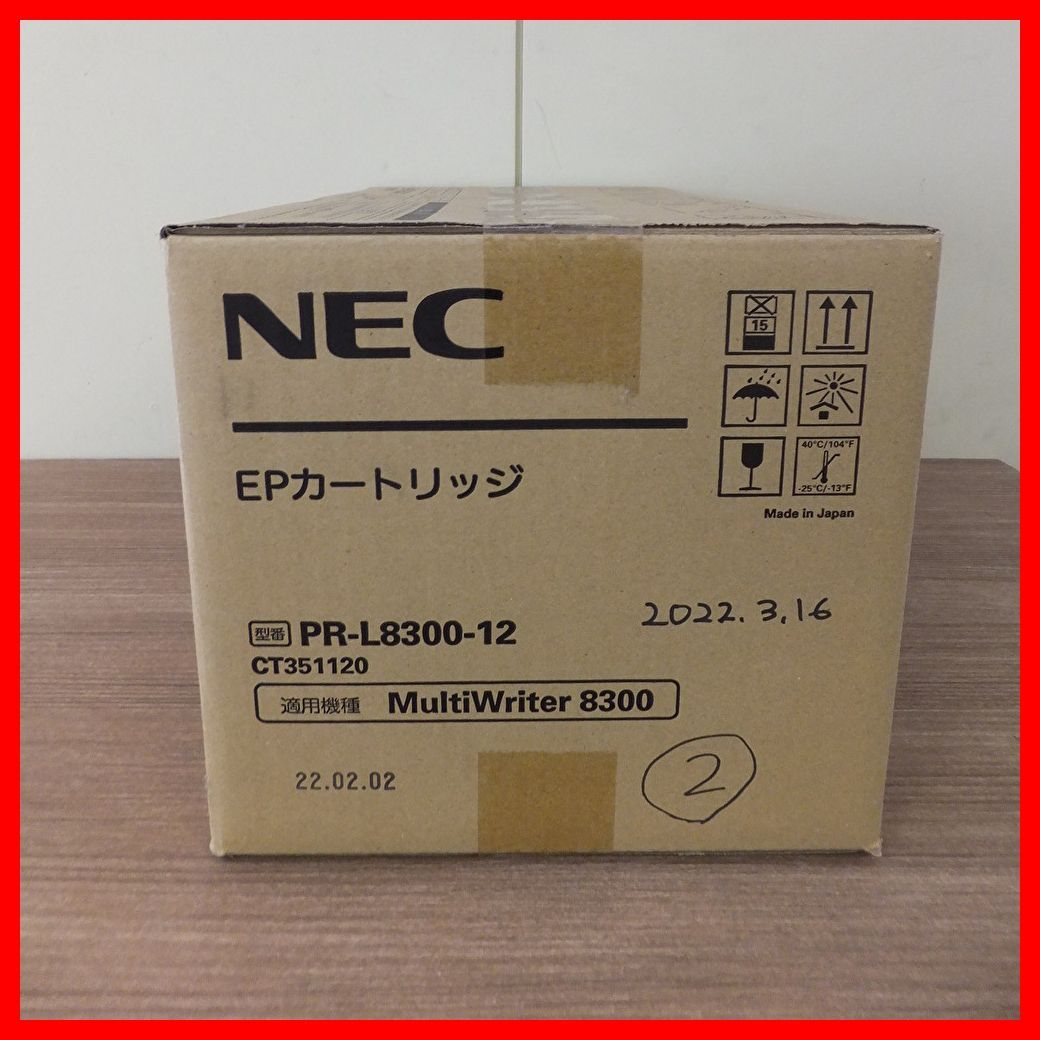 NEC
15
40°C/104°F
-25°C/-13°F
Made in Japan
EPカートリッジ
2022.3.16
型番 PR-L8300-12
CT351120
適用機種 MultiWriter 8300
22.02.02
2